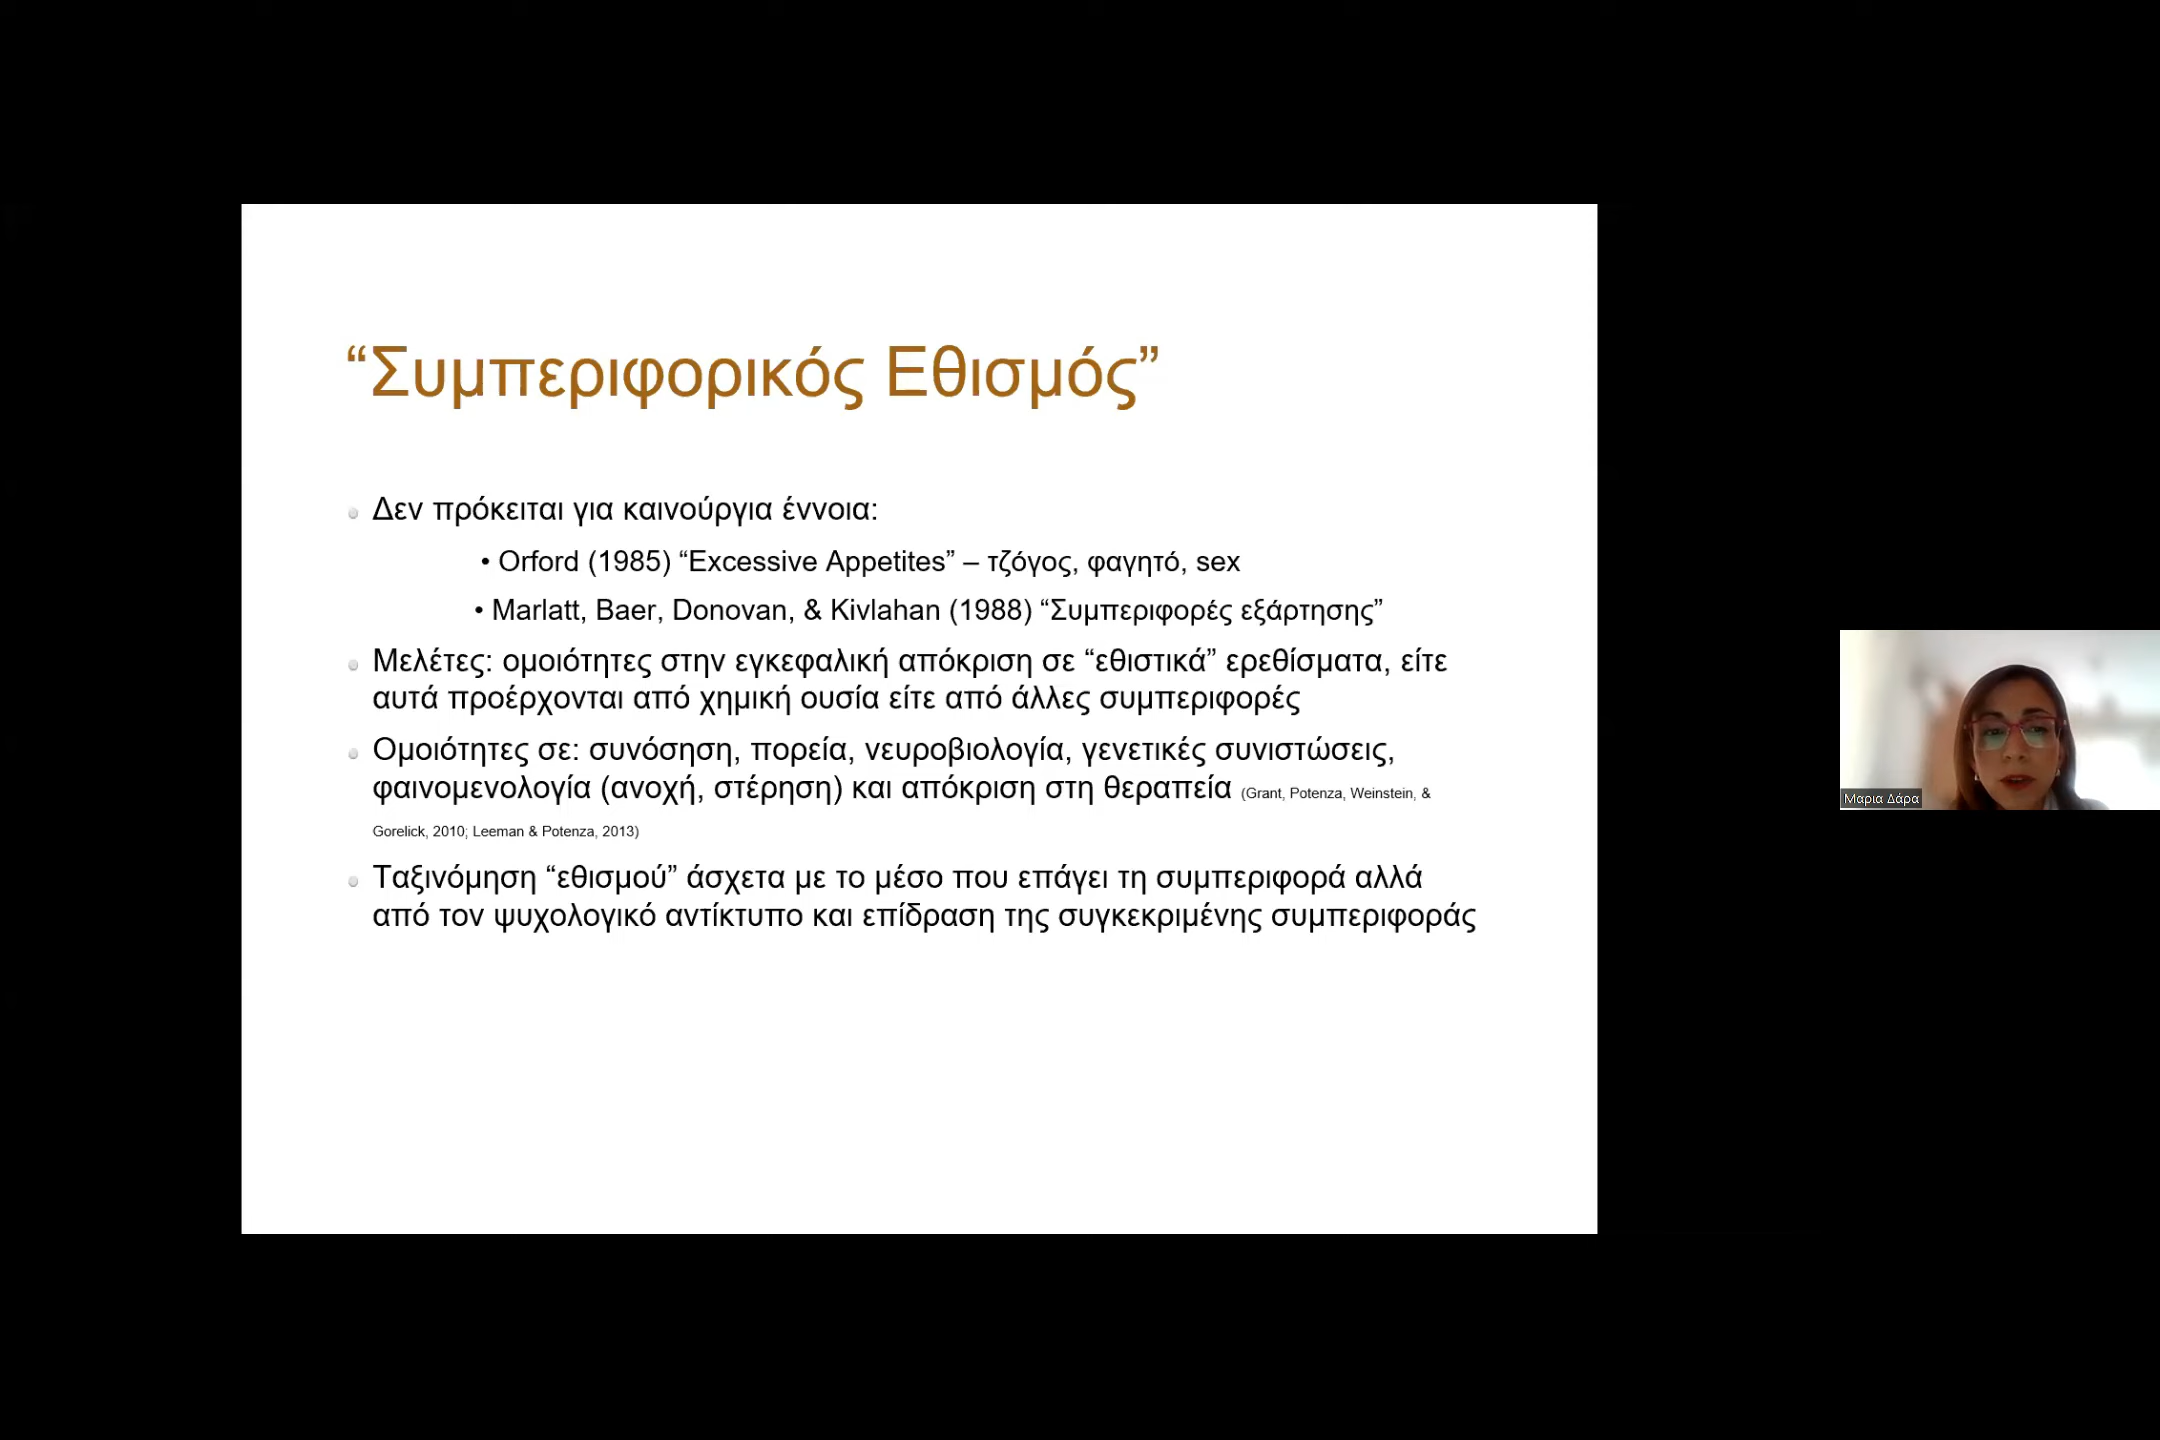 “Συμπεριφορικός Εθισμός”
Δεν πρόκειται για καινούργια έννοια:
• Orford (1985) “Excessive Appetites” – τζόγος, φαγητό, sex
• Marlatt, Baer, Donovan, & Kivlahan (1988) “Συμπεριφορές εξάρτησης”
Μελέτες: ομοιότητες στην εγκεφαλική απόκριση σε “εθιστικά” ερεθίσματα, είτε
αυτά προέρχονται από χημική ουσία είτε από άλλες συμπεριφορές
Ομοιότητες σε: συνόσηση, πορεία, νευροβιολογία, γενετικές συνιστώσεις,
φαινομενολογία (ανοχή, στέρηση) και απόκριση στη θεραπεία (Grant, Potenza, Weinstein, &
Gorelick, 2010; Leeman & Potenza, 2013)
Ταξινόμηση “εθισμού” άσχετα με το μέσο που επάγει τη συμπεριφορά αλλά
από τον ψυχολογικό αντίκτυπο και επίδραση της συγκεκριμένης συμπεριφοράς
Μαρια Δάρα